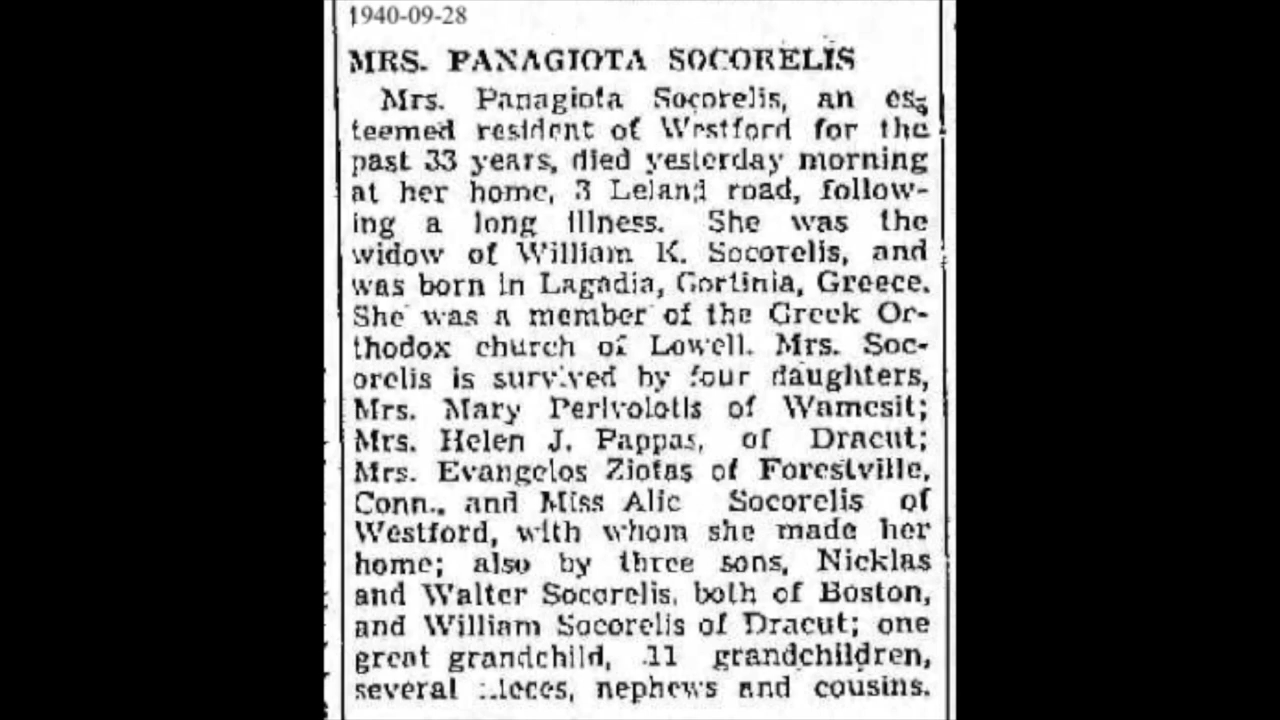 1940-09-28
MRS. PANAGIOTA SOCORELIS
Mrs. Panagiota Socorelis, an es-
teemed resident of Westford for the
past 33 years, died yesterday morning
at her home, 3 Leland road, follow-
ing a long illness. She was the
widow of William K. Socorelis, and
was born in Lagadia, Gortinia, Greece.
She was a member of the Greek Or-
thodox church of Lowell. Mrs. Soc-
orelis is survived by four daughters,
Mrs. Mary Perivolotis of Wamesit;
Mrs. Helen J. Pappas, of Dracut;
Mrs. Evangelos Ziotas of Forestville,
Conn., and Miss Alic Socorelis of
Westford, with whom she made her
home; also by three sons, Nicklas
and Walter Socorelis, both of Boston,
and William Socorelis of Dracut; one
great grandchild, 11 grandchildren,
several nieces, nephews and cousins.